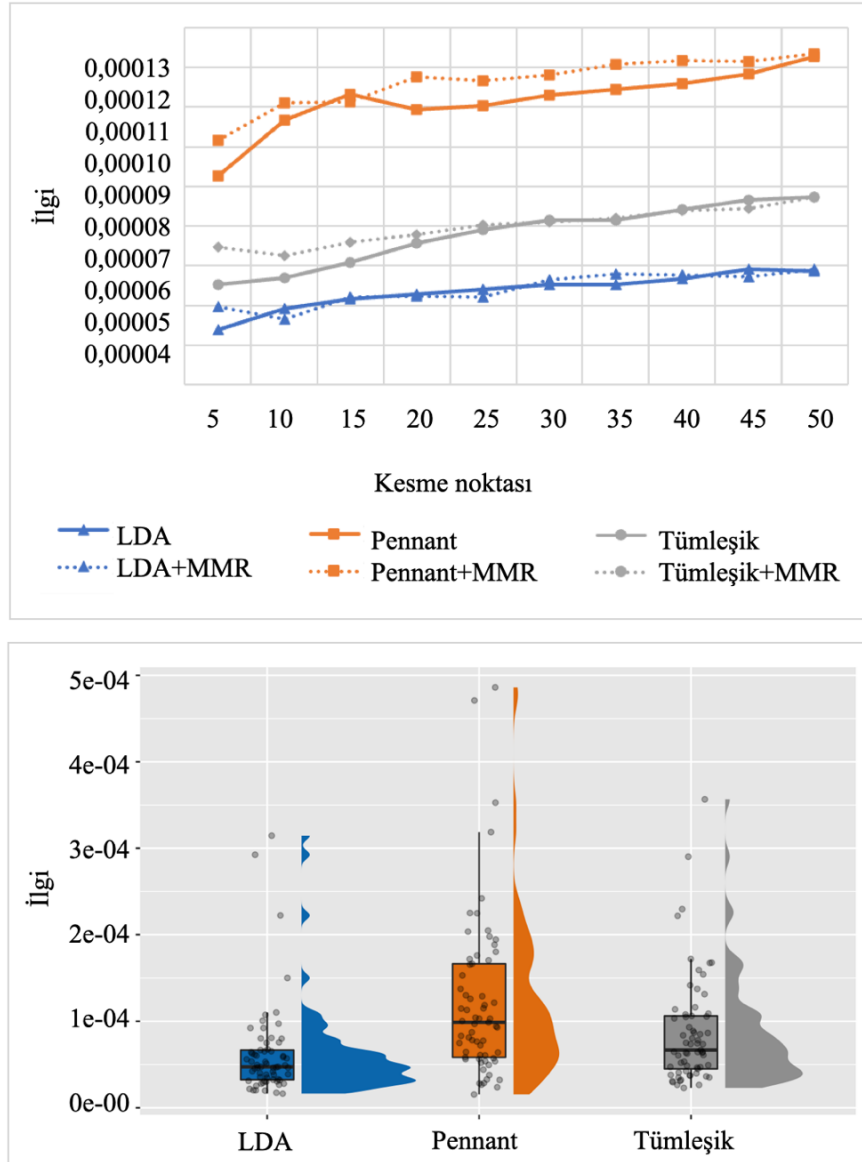 0,00013
0,00012
0,00011
0,00010
0,00009
0,00008
0,00007
0,00006
0,00005
0,00004
İlgi
5 10 15 20 25 30 35 40 45 50
Kesme noktası
LDA Pennant Tümleşik
LDA+MMR Pennant+MMR Tümleşik+MMR
5e-04
4e-04
3e-04
2e-04
1e-04
0e-00
İlgi
LDA Pennant Tümleşik